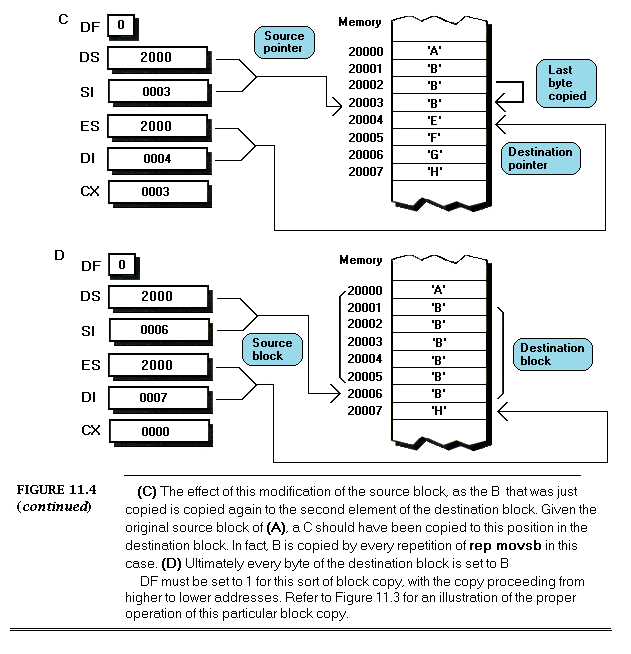 C
DF 0
DS 2000
SI 0003
ES 2000
DI 0004
CX 0003
Source
pointer
Memory
20000 'A'
20001 'B'
20002 'B'
20003 'B'
20004 'E'
20005 'F'
20006 'G'
20007 'H'
Last
byte
copied
Destination
pointer
D
DF 0
DS 2000
SI 0006
ES 2000
DI 0007
CX 0000
Source
block
Memory
20000 'A'
20001 'B'
20002 'B'
20003 'B'
20004 'B'
20005 'B'
20006 'B'
20007 'H'
Destination
block
FIGURE 11.4
(continued)
(C) The effect of this modification of the source block, as the B that was just
copied is copied again to the second element of the destination block. Given the
original source block of (A), a C should have been copied to this position in the
destination block. In fact, B is copied by every repetition of rep movsb in this
case. (D) Ultimately every byte of the destination block is set to B
DF must be set to 1 for this sort of block copy, with the copy proceeding from
higher to lower addresses. Refer to Figure 11.3 for an illustration of the proper
operation of this particular block copy.